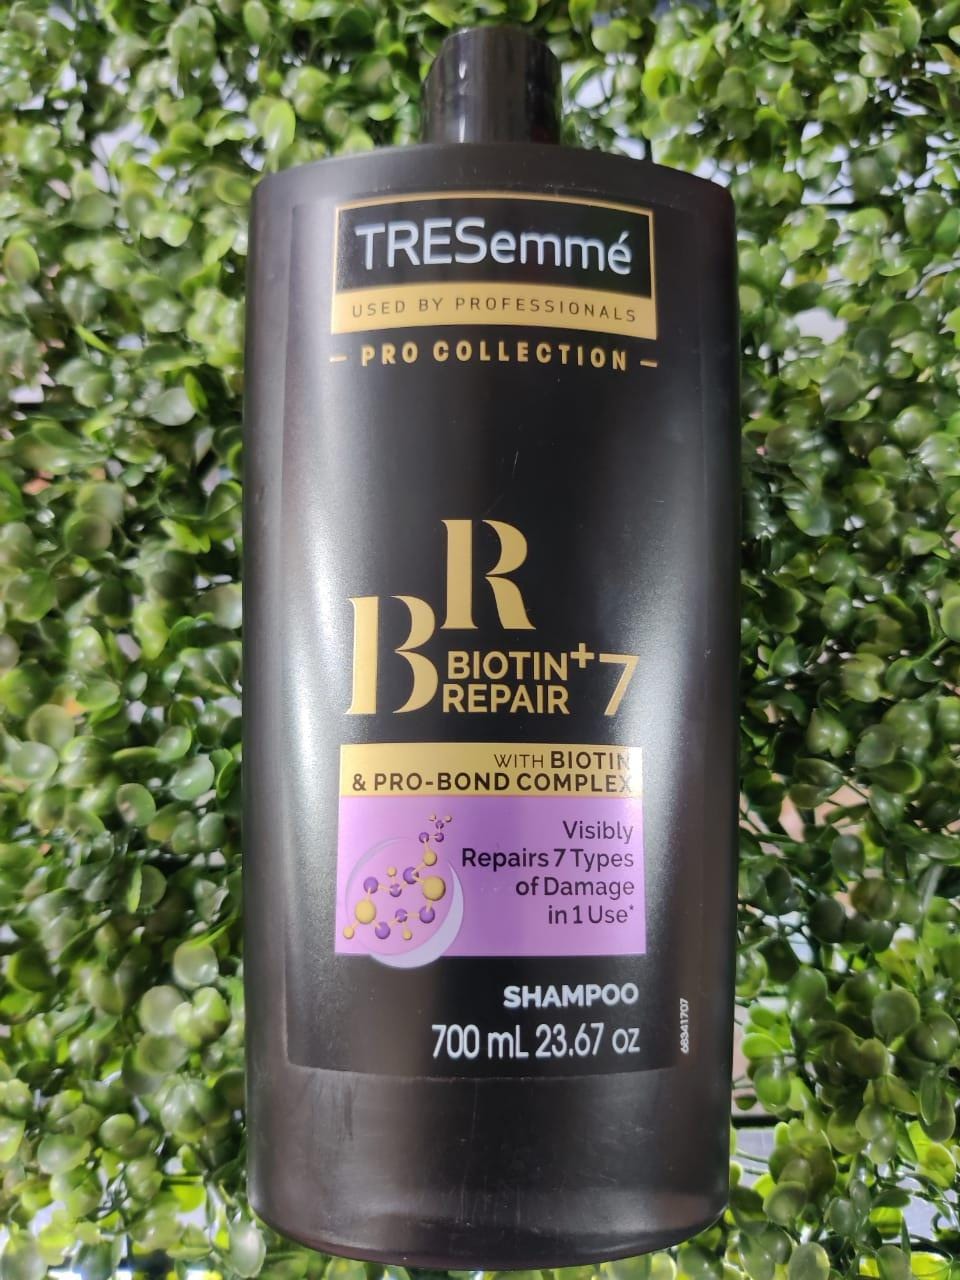 TRESemmé
USED BY PROFESSIONALS
– PRO COLLECTION –
BR
BIOTIN+7
REPAIR
WITH BIOTIN
& PRO-BOND COMPLEX
Visibly
Repairs 7 Types
of Damage
in 1 Use*
SHAMPOO
700 mL 23.67 oz
68341707